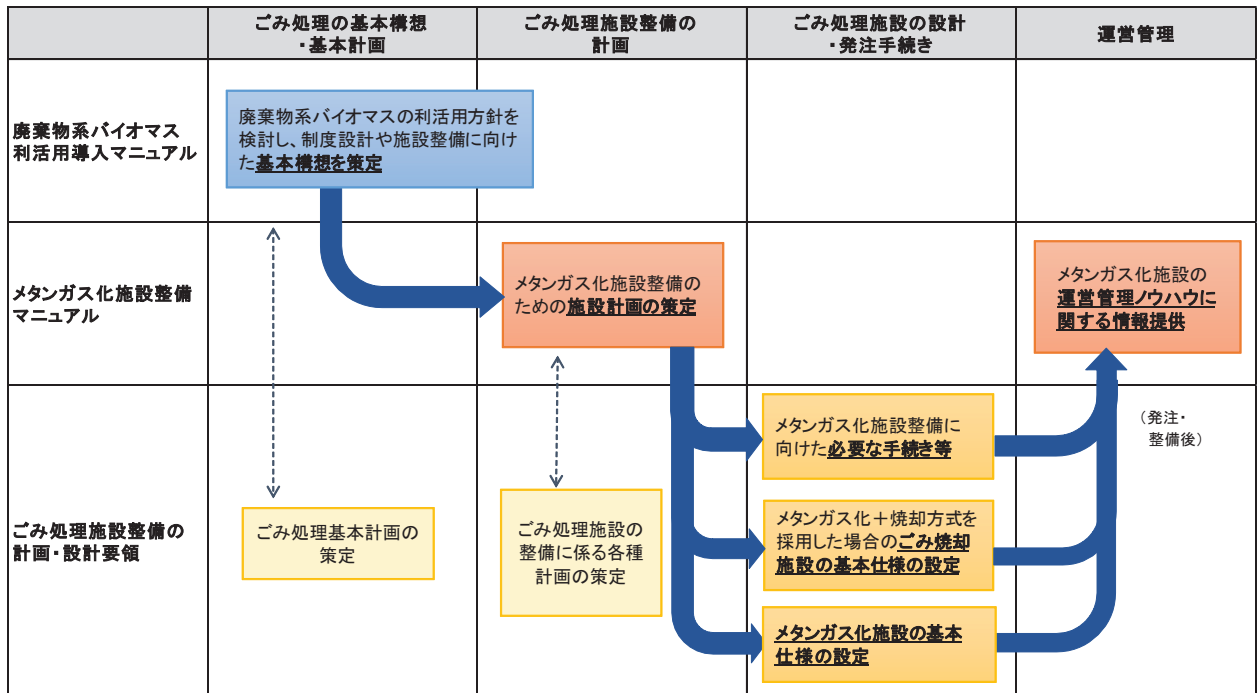 ごみ処理の基本構想
・基本計画
ごみ処理施設整備の
計画
ごみ処理施設の設計
・発注手続き
運営管理
廃棄物系バイオマス
利活用導入マニュアル
廃棄物系バイオマスの利活用方針を
検討し、制度設計や施設整備に向け
た基本構想を策定
メタンガス化施設整備
マニュアル
メタンガス化施設整備の
ための施設計画の策定
メタンガス化施設の
運営管理ノウハウに
関する情報提供
ごみ処理施設整備の
計画・設計要領
ごみ処理基本計画の
策定
ごみ処理施設の
整備に係る各種
計画の策定
メタンガス化施設整備に
向けた必要な手続き等
メタンガス化+焼却方式を
採用した場合のごみ焼却
施設の基本仕様の設定
メタンガス化施設の基本
仕様の設定
(発注・
整備後)